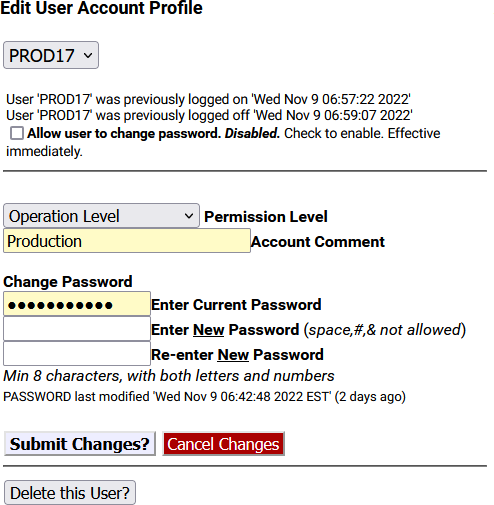 Edit User Account Profile
PROD17
User 'PROD17' was previously logged on 'Wed Nov 9 06:57:22 2022'
User 'PROD17' was previously logged off 'Wed Nov 9 06:59:07 2022'
Allow user to change password. Disabled. Check to enable. Effective
immediately.
Operation Level Permission Level
Production Account Comment
Change Password
●●●●●●●●●●● Enter Current Password
Enter New Password (space,#,& not allowed)
Re-enter New Password
Min 8 characters, with both letters and numbers
PASSWORD last modified 'Wed Nov 9 06:42:48 2022 EST' (2 days ago)
Submit Changes? Cancel Changes
Delete this User?